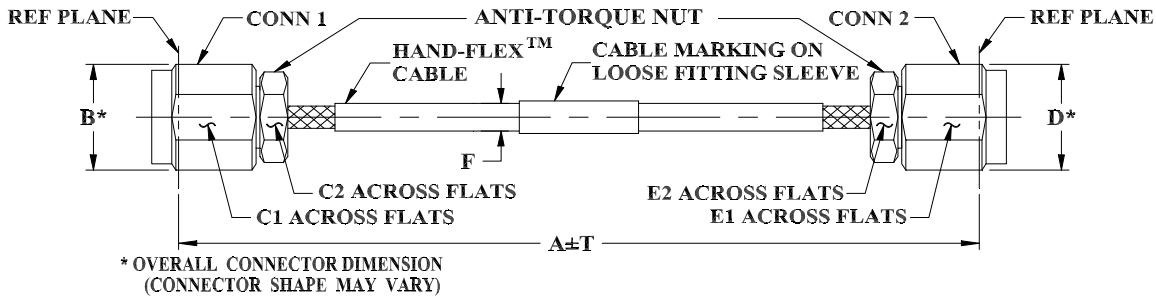 REF PLANE
CONN 1
ANTI-TORQUE NUT
CONN 2
REF PLANE
HAND-FLEX™
CABLE
CABLE MARKING ON
LOOSE FITTING SLEEVE
B*
D*
F
C2 ACROSS FLATS
E2 ACROSS FLATS
C1 ACROSS FLATS
E1 ACROSS FLATS
A±T
* OVERALL CONNECTOR DIMENSION
(CONNECTOR SHAPE MAY VARY)